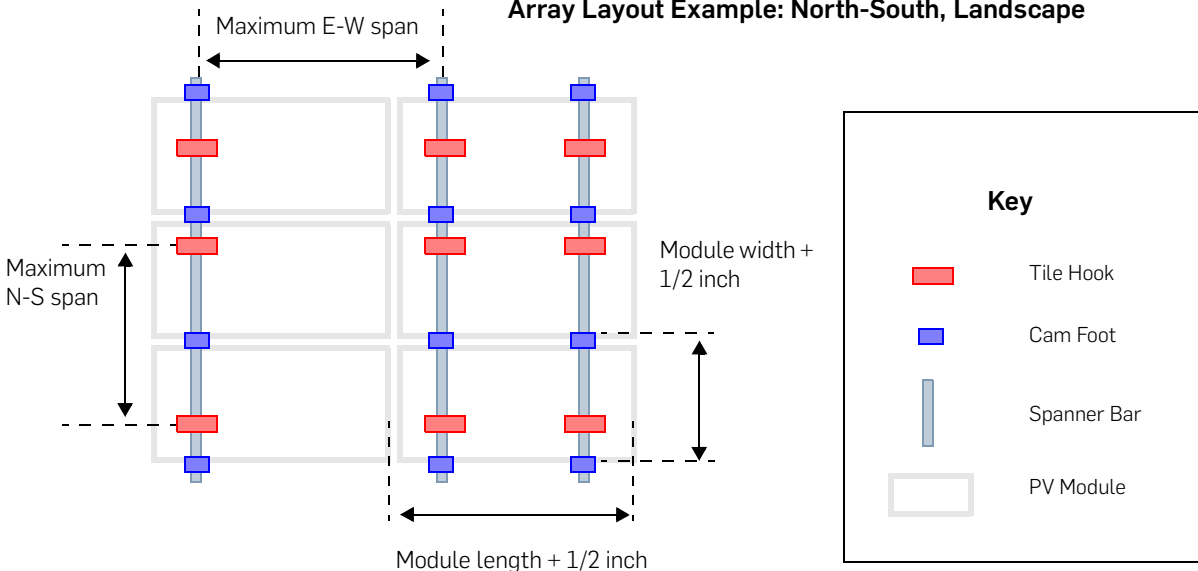 Array Layout Example: North-South, Landscape
Maximum E-W span
Maximum
N-S span
Module width +
1/2 inch
Module length + 1/2 inch
Key
Tile Hook
Cam Foot
Spanner Bar
PV Module